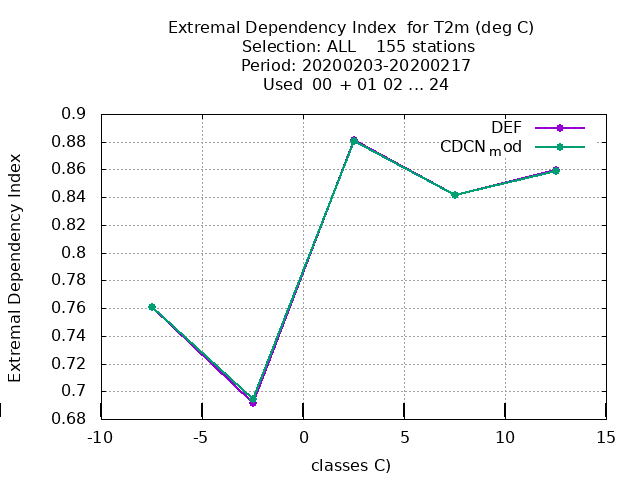 Extremal Dependency Index  for T2m (deg C)
Selection: ALL    155 stations
Period: 20200203-20200217
Used  00 + 01 02 ... 24
0.9
DEF
0.88
CDCN_mod
0.86
0.84
0.82
0.8
0.78
0.76
0.74
0.72
0.7
0.68
Extremal Dependency Index
-10
-5
0
5
10
15
classes C)